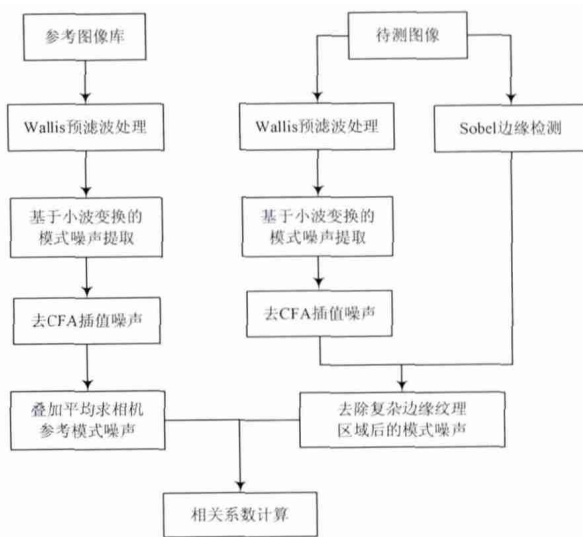 参考图像库
待测图像
Wallis预滤波处理
Wallis预滤波处理
Sobel边缘检测
基于小波变换的
模式噪声提取
基于小波变换的
模式噪声提取
去CFA插值噪声
去CFA插值噪声
叠加平均求相机
参考模式噪声
去除复杂边缘纹理
区域后的模式噪声
相关系数计算